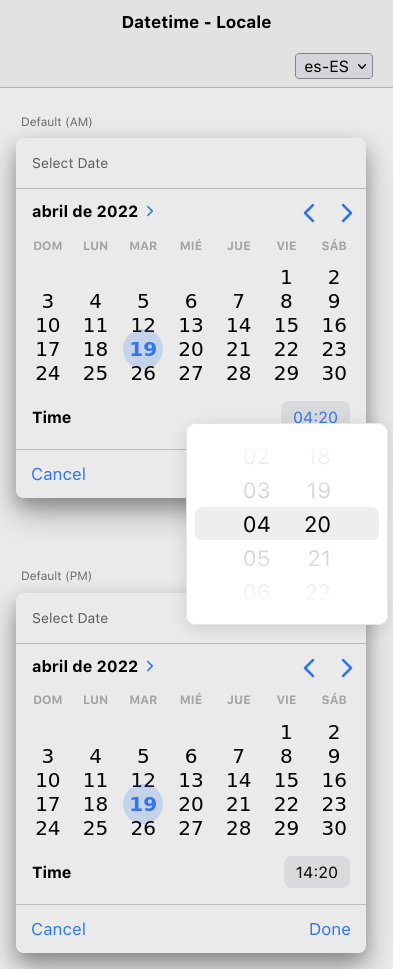 Datetime - Locale
es-ES
Default (AM)
Select Date
abril de 2022
DOM LUN MAR MIÉ JUE VIE SÁB
1 2
3 4 5 6 7 8 9
10 11 12 13 14 15 16
17 18 19 20 21 22 23
24 25 26 27 28 29 30
Time 04:20
Cancel
02 18
03 19
04 20
05 21
06 22
Default (PM)
Select Date
abril de 2022
DOM LUN MAR MIÉ JUE VIE SÁB
1 2
3 4 5 6 7 8 9
10 11 12 13 14 15 16
17 18 19 20 21 22 23
24 25 26 27 28 29 30
Time 14:20
Cancel Done